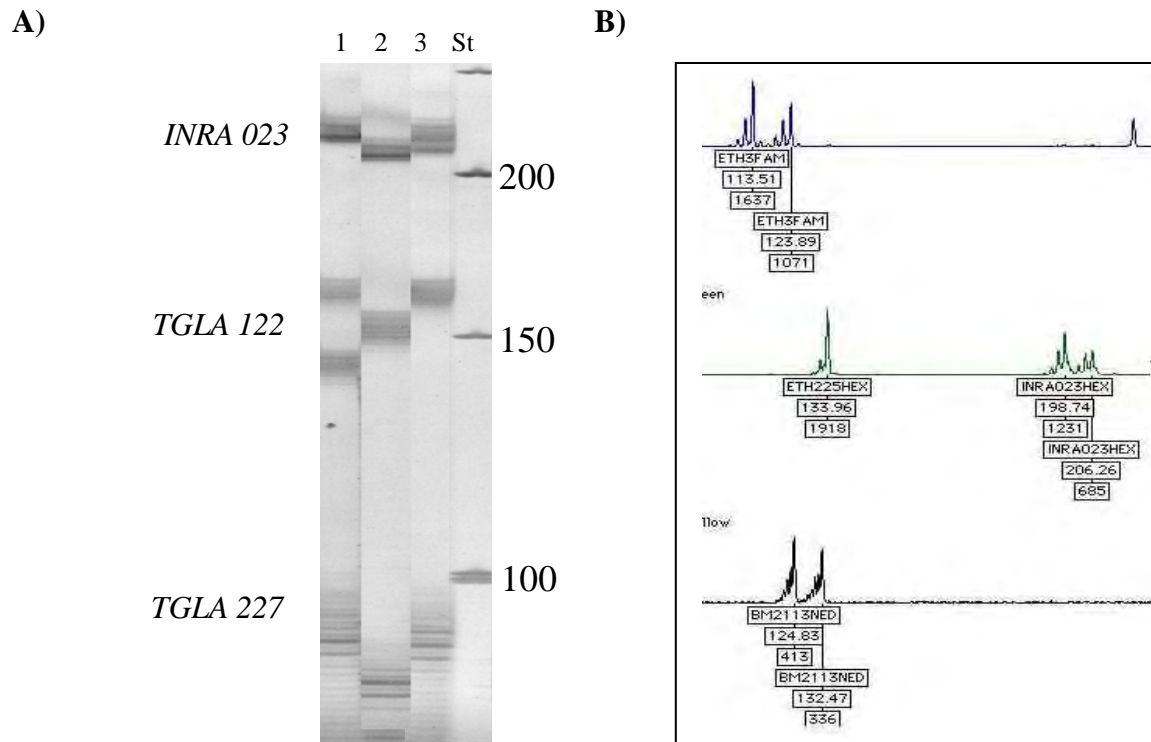 A)
1 2 3 St
INRA 023
200
TGLA 122
150
100
TGLA 227
B)
ETH3FAM
113.51
1637
ETH3FAM
123.89
1071
een
ETH225HEX
133.96
1918
INRA023HEX
198.74
1231
INRA023HEX
206.26
685
llow
BM2113NED
124.83
413
BM2113NED
132.47
336